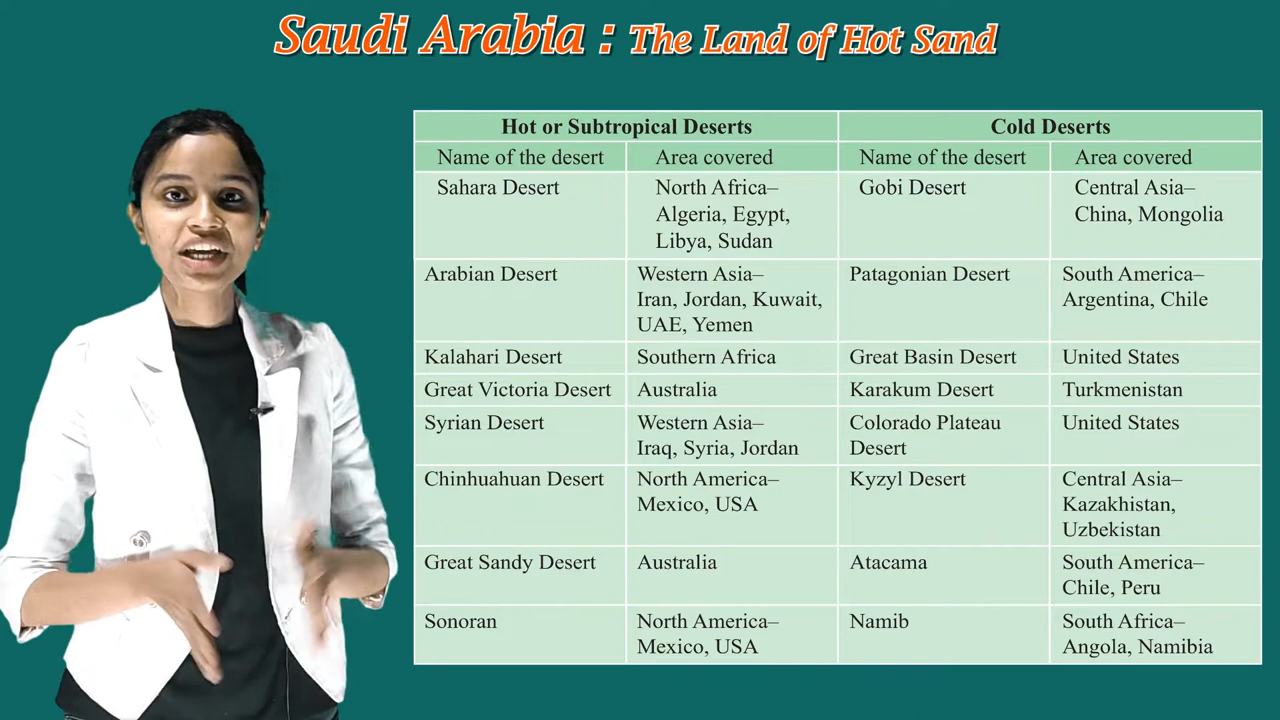 Saudi Arabia : The Land of Hot Sand
Hot or Subtropical Deserts
Cold Deserts
Name of the desert
Area covered
Name of the desert
Area covered
Sahara Desert
North Africa–
Algeria, Egypt,
Libya, Sudan
Gobi Desert
Central Asia–
China, Mongolia
Arabian Desert
Western Asia–
Iran, Jordan, Kuwait,
UAE, Yemen
Patagonian Desert
South America–
Argentina, Chile
Kalahari Desert
Southern Africa
Great Basin Desert
United States
Great Victoria Desert
Australia
Karakum Desert
Turkmenistan
Syrian Desert
Western Asia–
Iraq, Syria, Jordan
Colorado Plateau
Desert
United States
Chinhuahuan Desert
North America–
Mexico, USA
Kyzyl Desert
Central Asia–
Kazakhistan,
Uzbekistan
Great Sandy Desert
Australia
Atacama
South America–
Chile, Peru
Sonoran
North America–
Mexico, USA
Namib
South Africa–
Angola, Namibia